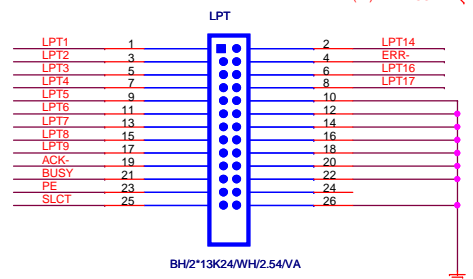 LPT
LPT1 1 2 LPT14
LPT2 3 4 ERR-
LPT3 5 6 LPT16
LPT4 7 8 LPT17
LPT5 9 10
LPT6 11 12
LPT7 13 14
LPT8 15 16
LPT9 17 18
ACK- 19 20
BUSY 21 22
PE 23 24
SLCT 25 26
BH/2*13K24/WH/2.54/VA